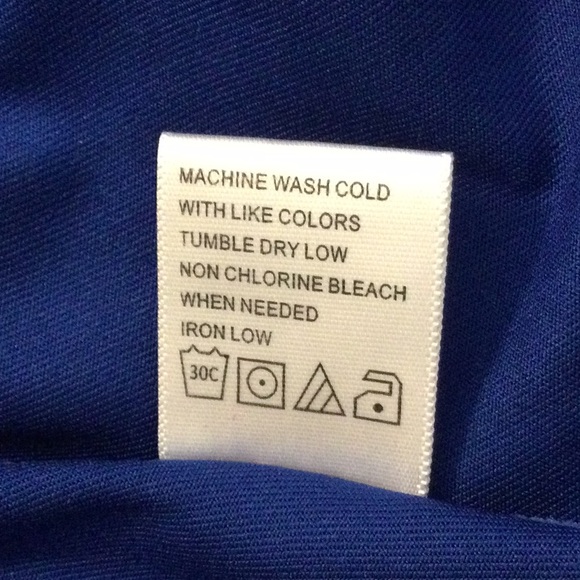 MACHINE WASH COLD
WITH LIKE COLORS
TUMBLE DRY LOW
NON CHLORINE BLEACH
WHEN NEEDED
IRON LOW
30C